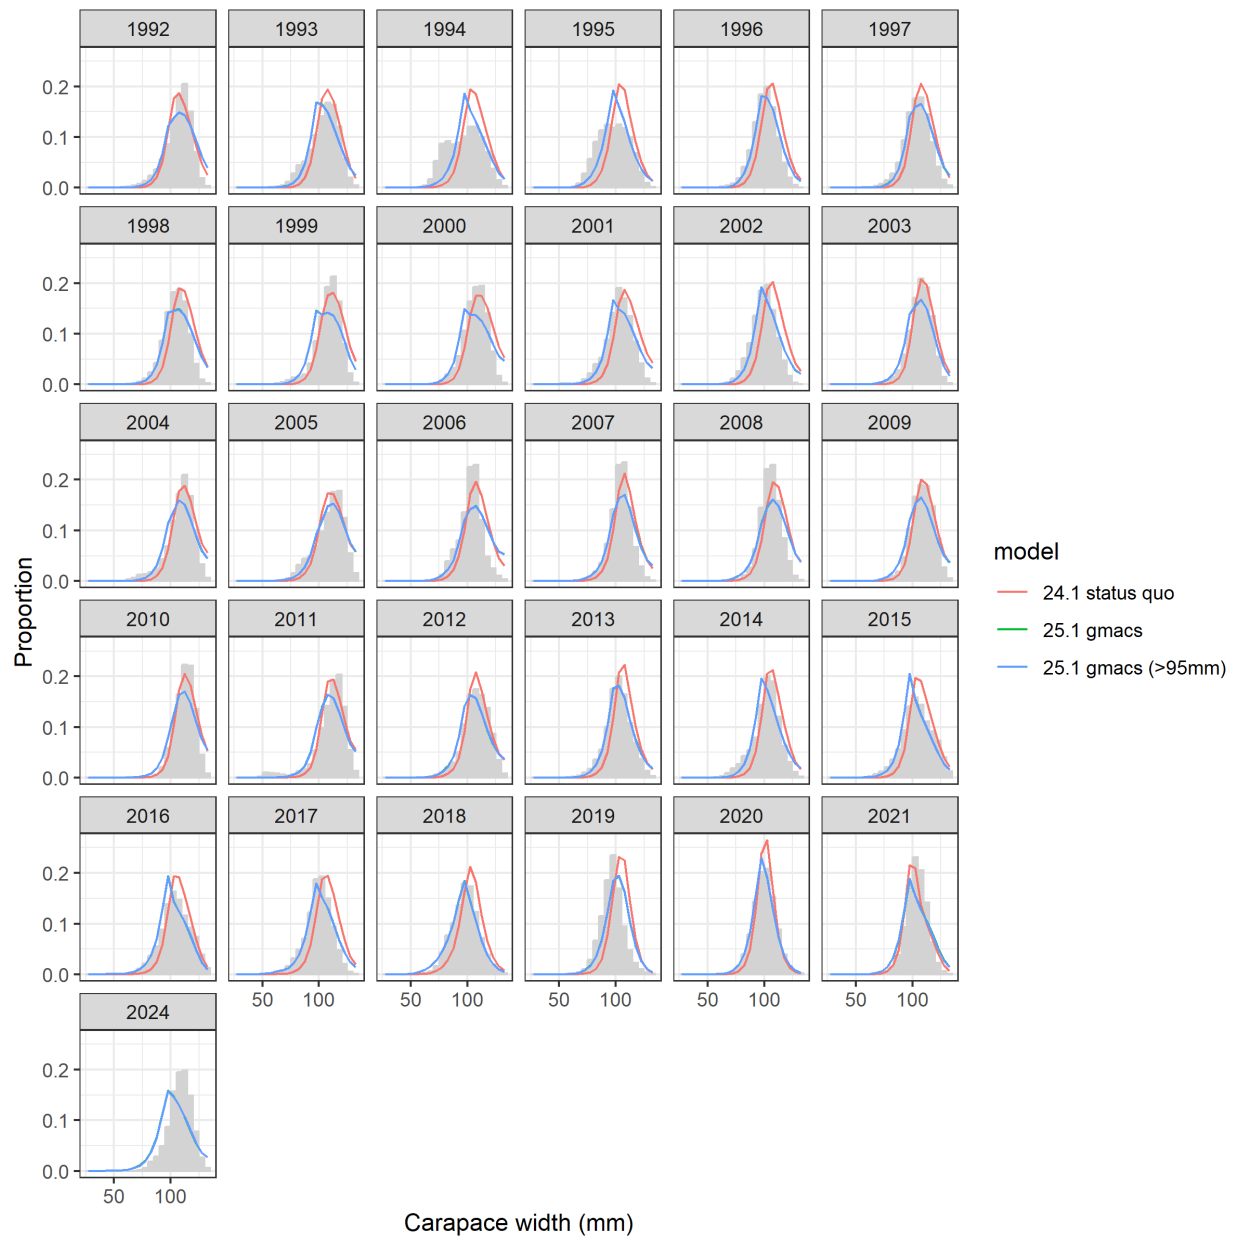 1992 1993 1994 1995 1996 1997
0.2
0.1
0.0
1998 1999 2000 2001 2002 2003
0.2
0.1
0.0
2004 2005 2006 2007 2008 2009
0.2
0.1
0.0
2010 2011 2012 2013 2014 2015
0.2
0.1
0.0
2016 2017 2018 2019 2020 2021
0.2
0.1
0.0
50 100 50 100 50 100 50 100 50 100
2024
0.2
0.1
0.0
50 100
Carapace width (mm)
Proportion
model
24.1 status quo
25.1 gmacs
25.1 gmacs (>95mm)